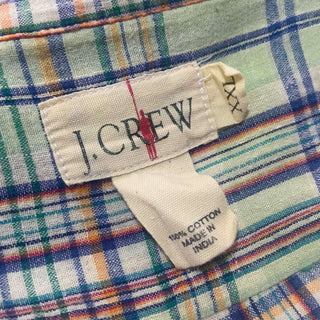 J.CREW
XXL
100% COTTON
MADE IN
INDIA